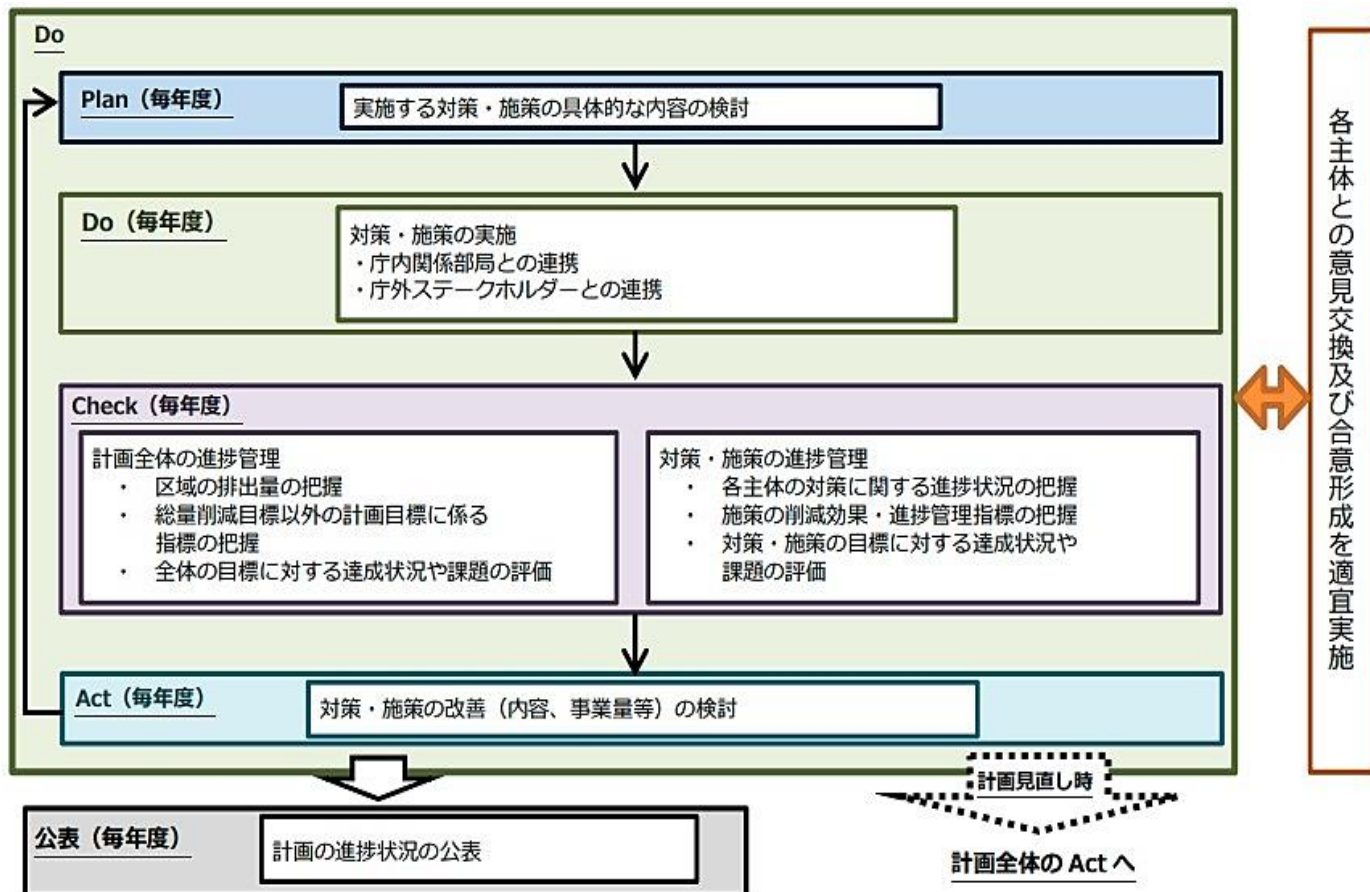 Do
Plan（毎年度）
実施する対策・施策の具体的な内容の検討
Do（毎年度）
対策・施策の実施
・庁内関係部局との連携
・庁外ステークホルダーとの連携
Check（毎年度）
計画全体の進捗管理
・ 区域の排出量の把握
・ 総量削減目標以外の計画目標に係る
指標の把握
・ 全体の目標に対する達成状況や課題の評価
対策・施策の進捗管理
・ 各主体の対策に関する進捗状況の把握
・ 施策の削減効果・進捗管理指標の把握
・ 対策・施策の目標に対する達成状況や
課題の評価
Act（毎年度）
対策・施策の改善（内容、事業量等）の検討
各主体との意見交換及び合意形成を適宜実施
公表（毎年度）
計画の進捗状況の公表
計画見直し時
計画全体の Act へ